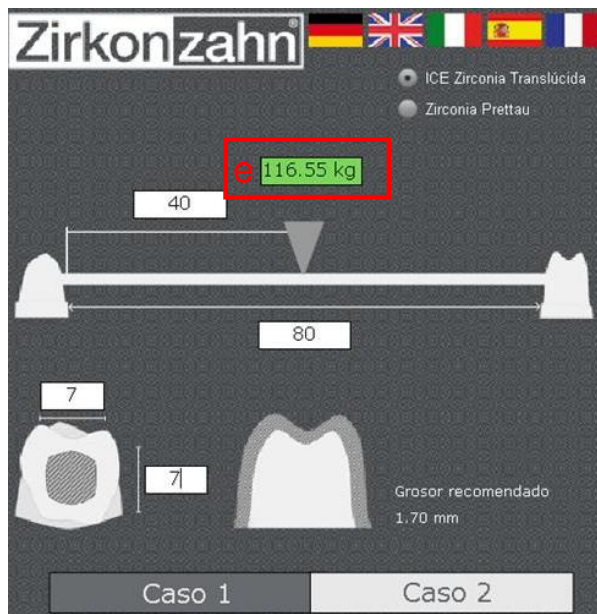 Zirkonzahn®
ICE Zirconia Translúcida
Zirconia Prettau
e 116.55 kg
40
80
7
7
Grosor recomendado
1.70 mm
Caso 1
Caso 2